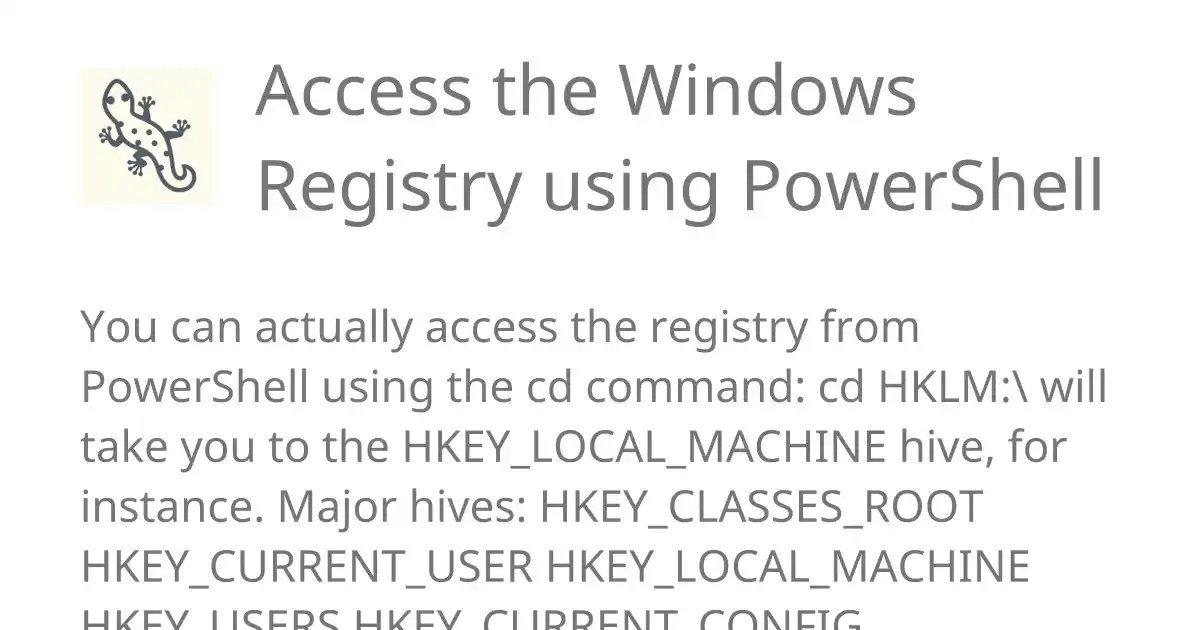 Access the Windows
Registry using PowerShell
You can actually access the registry from
PowerShell using the cd command: cd HKLM:\ will
take you to the HKEY_LOCAL_MACHINE hive, for
instance. Major hives: HKEY_CLASSES_ROOT
HKEY_CURRENT_USER HKEY_LOCAL_MACHINE
HKEY_USERS HKEY_CURRENT_CONFIG